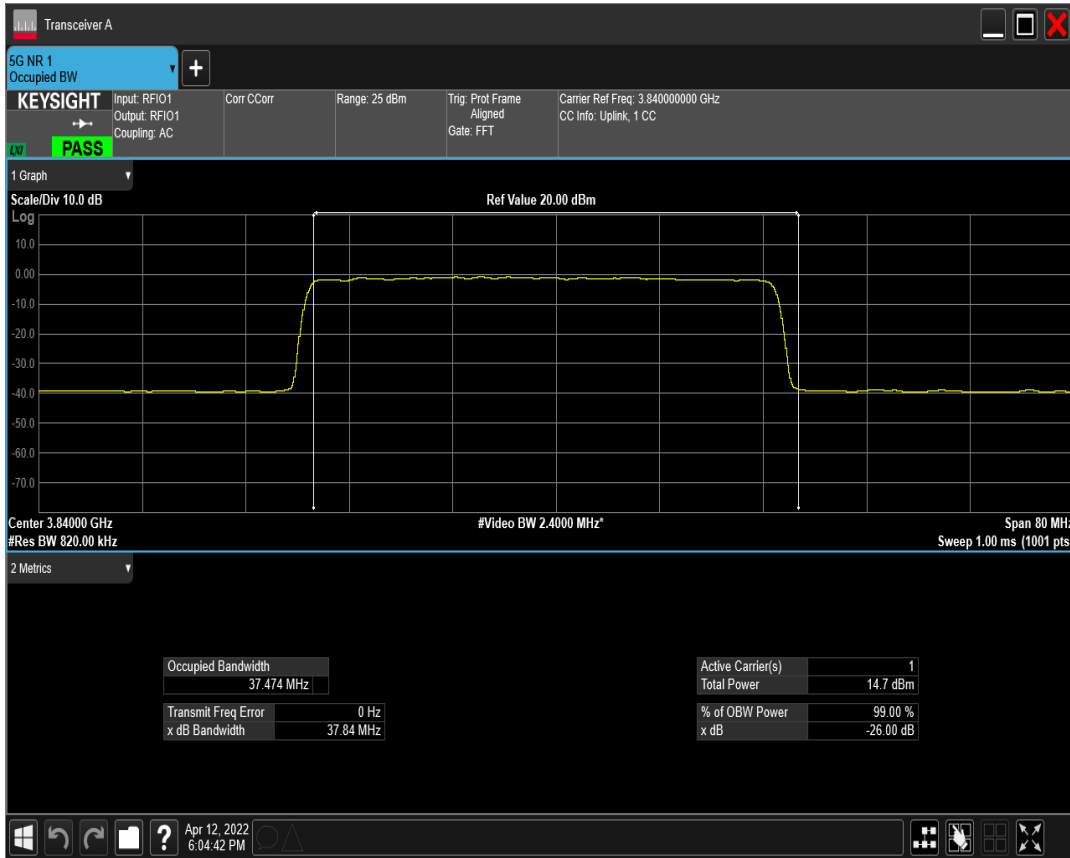 Transceiver A
5G NR 1
Occupied BW
+
KEYSIGHT
Input: RFIO1
Output: RFIO1
Coupling: AC
Corr CCorr
Range: 25 dBm
Trig: Prot Frame
Aligned
Gate: FFT
Carrier Ref Freq: 3.840000000 GHz
CC Info: Uplink, 1 CC
LXI
PASS
1 Graph
Scale/Div 10.0 dB
Ref Value 20.00 dBm
Log
10.0
0.00
-10.0
-20.0
-30.0
-40.0
-50.0
-60.0
-70.0
Center 3.84000 GHz
#Video BW 2.4000 MHz*
Span 80 MHz
#Res BW 820.00 kHz
Sweep 1.00 ms (1001 pts
2 Metrics
Occupied Bandwidth
37.474 MHz
Transmit Freq Error 0 Hz
x dB Bandwidth 37.84 MHz
Active Carrier(s) 1
Total Power 14.7 dBm
% of OBW Power 99.00 %
x dB -26.00 dB
?
Apr 12, 2022
6:04:42 PM